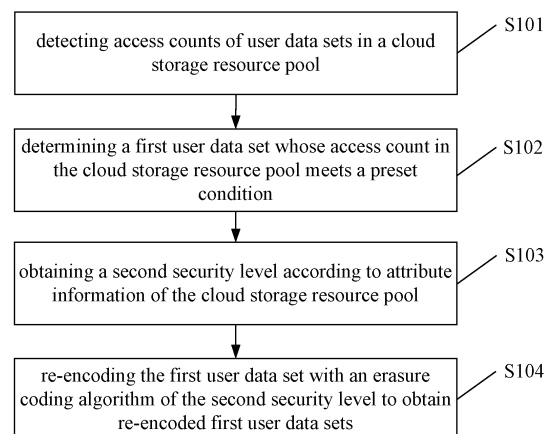 detecting access counts of user data sets in a cloud
storage resource pool
S101
determining a first user data set whose access count in
the cloud storage resource pool meets a preset
condition
S102
obtaining a second security level according to attribute
information of the cloud storage resource pool
S103
re-encoding the first user data set with an erasure
coding algorithm of the second security level to obtain
re-encoded first user data sets
S104